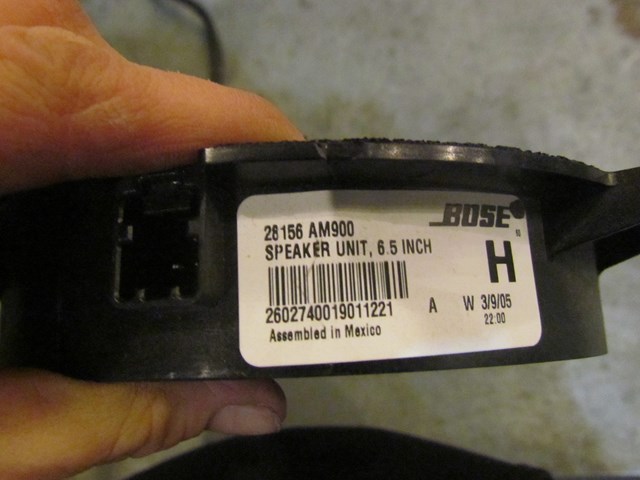 BOSE
28156 AM900
SPEAKER UNIT, 6.5 INCH
H
2602740019011221
A W 3/9/05
22:00
Assembled in Mexico